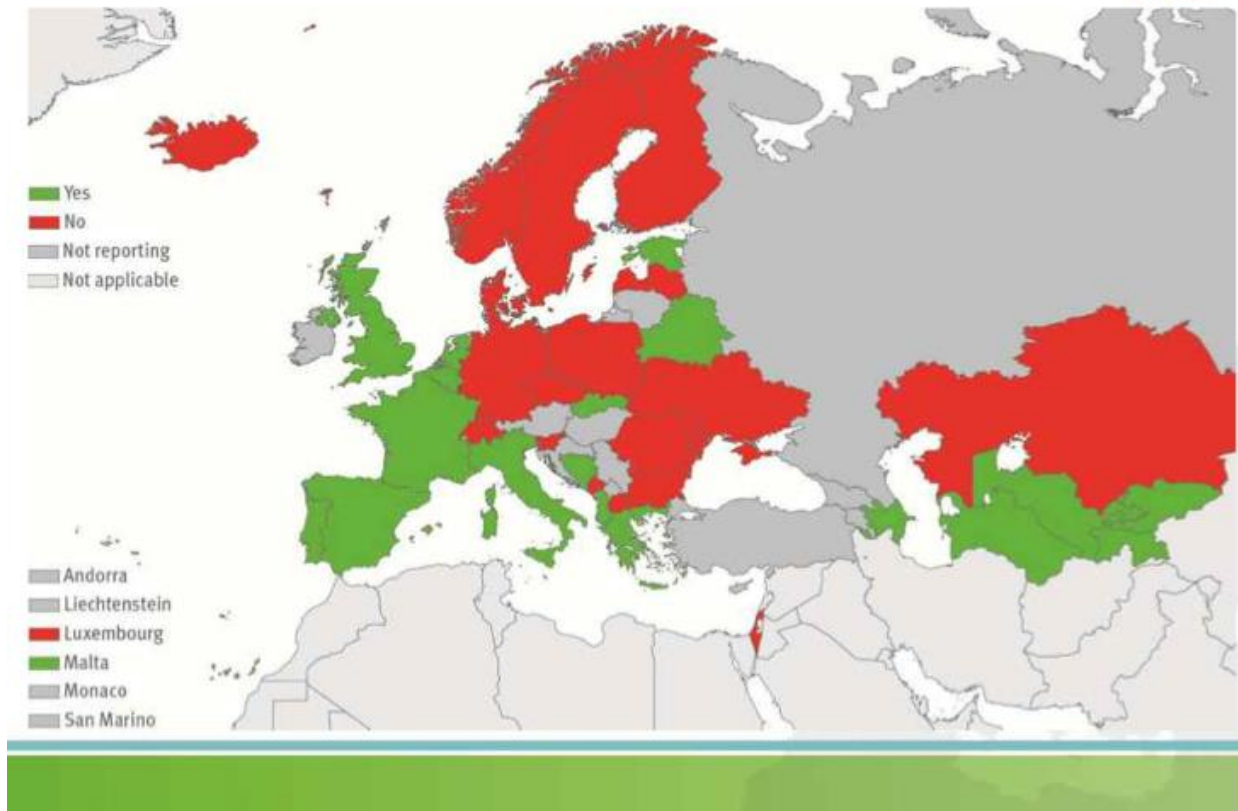 Yes
No
Not reporting
Not applicable
Andorra
Liechtenstein
Luxembourg
Malta
Monaco
San Marino